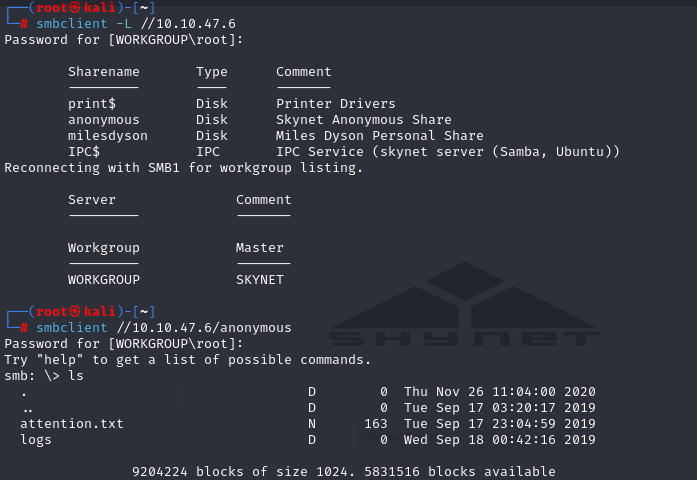 ┌──(root㉿kali)-[~]
└─# smbclient -L //10.10.47.6
Password for [WORKGROUP\root]:
Sharename       Type      Comment
---------       ----      -------
print$          Disk      Printer Drivers
anonymous       Disk      Skynet Anonymous Share
milesdyson      Disk      Miles Dyson Personal Share
IPC$            IPC       IPC Service (skynet server (Samba, Ubuntu))
Reconnecting with SMB1 for workgroup listing.
Server               Comment
---------            -------
Workgroup            Master
---------            -------
WORKGROUP            SKYNET
┌──(root㉿kali)-[~]
└─# smbclient //10.10.47.6/anonymous
Password for [WORKGROUP\root]:
Try "help" to get a list of possible commands.
smb: \> ls
.                                   D        0  Thu Nov 26 11:04:00 2020
..                                  D        0  Tue Sep 17 03:20:17 2019
attention.txt                       N      163  Tue Sep 17 23:04:59 2019
logs                                D        0  Wed Sep 18 00:42:16 2019
9204224 blocks of size 1024. 5831516 blocks available
SKYNET